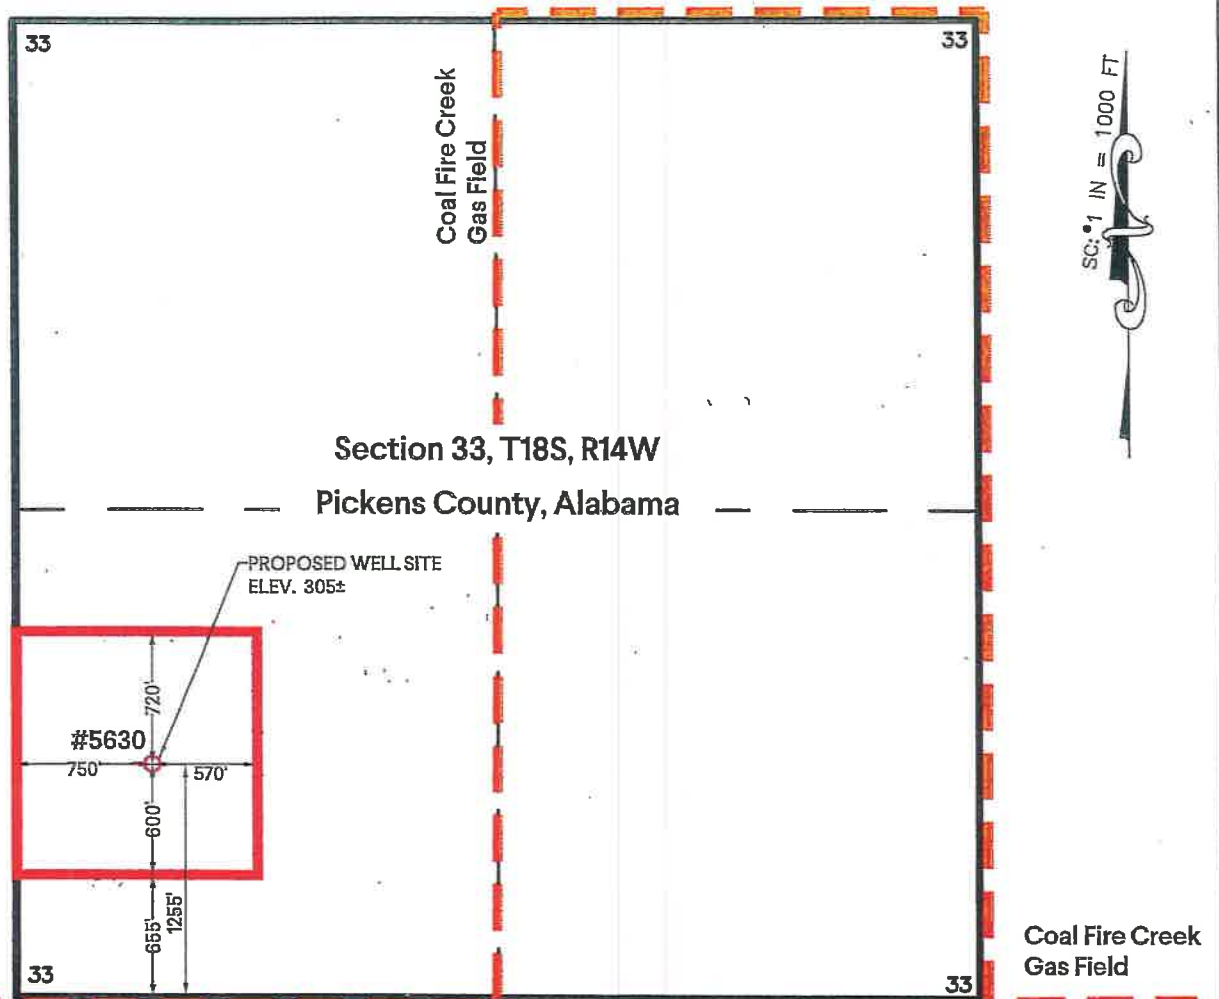 33
33
Coal Fire Creek
Gas Field
SC: 1 IN = 1000 FT
Section 33, T18S, R14W
Pickens County, Alabama
PROPOSED WELL SITE
ELEV. 305±
720'
#5630
750'
570'
600'
655'
1255'
33
33
Coal Fire Creek
Gas Field